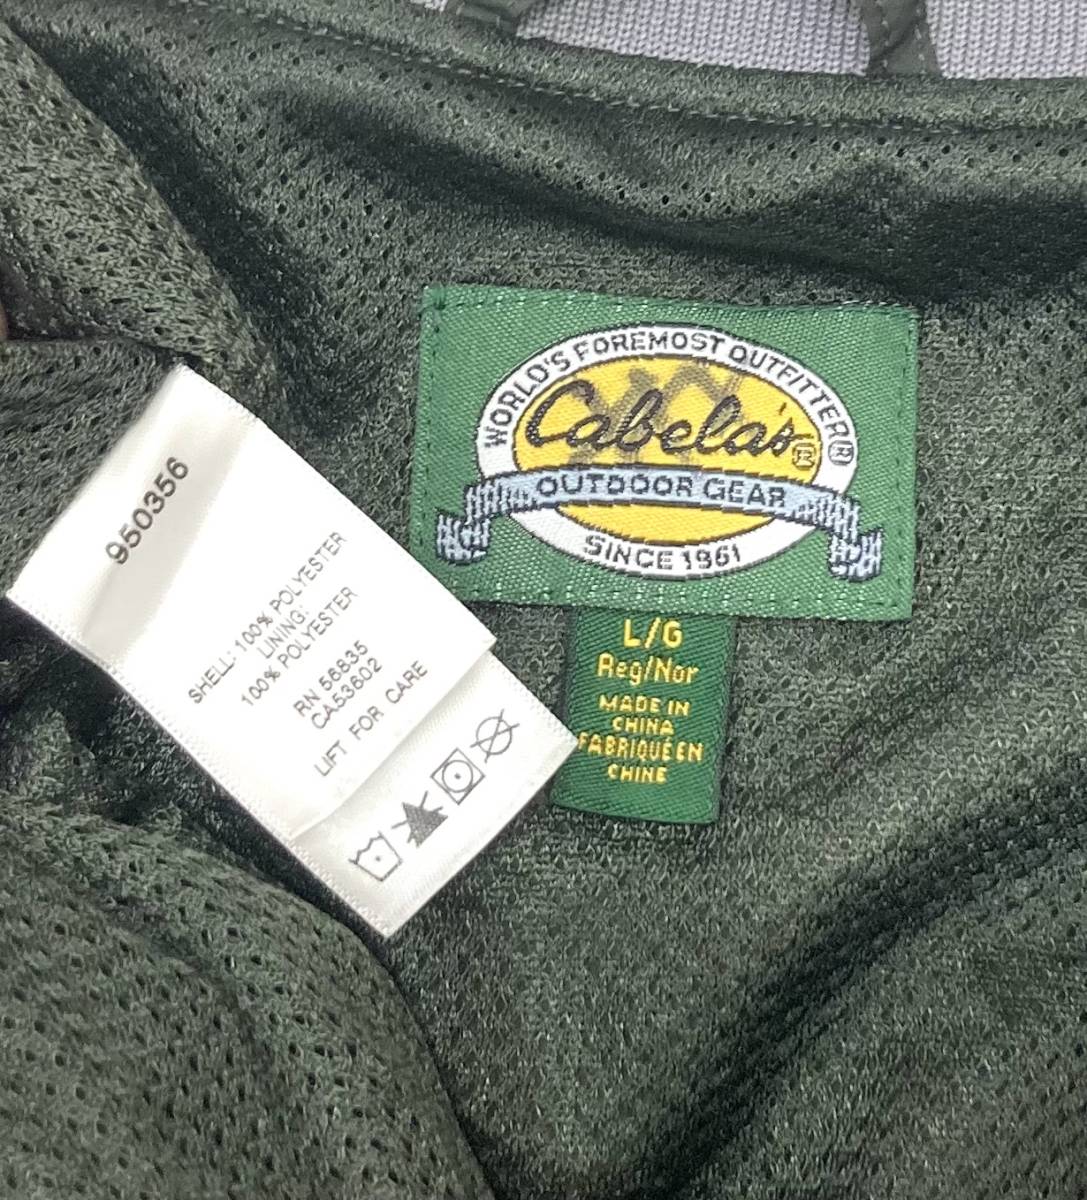 WORLD'S FOREMOST OUTFITTER®
Cabela's®
OUTDOOR GEAR
SINCE 1961
L/G
Reg/Nor
MADE IN
CHINA
FABRIQUÉ EN
CHINE
950356
SHELL: 100% POLYESTER
LINING:
100% POLYESTER
RN 56835
CA53602
LIFT FOR CARE